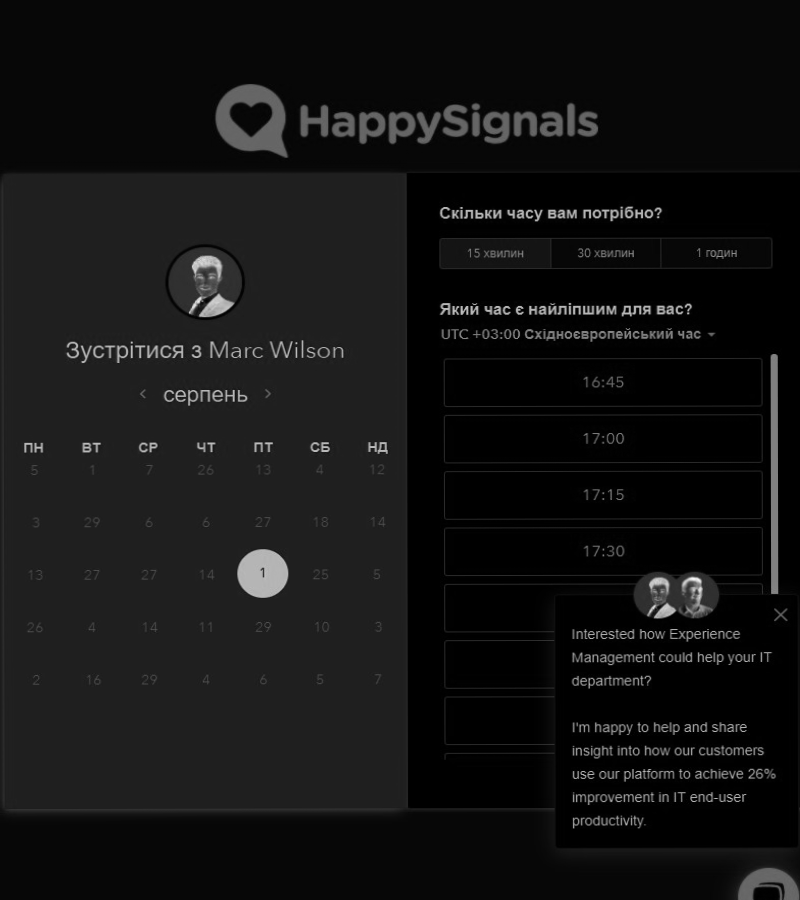 HappySignals
Зустрітися з Marc Wilson
серпень
ПН ВТ СР ЧТ ПТ СБ НД
5 1 7 26 13 4 12
3 29 6 6 27 18 14
13 27 27 14 1 25 5
26 4 14 11 29 10 3
2 16 29 4 6 5 7
Скільки часу вам потрібно?
15 хвилин 30 хвилин 1 годин
Який час є найліпшим для вас?
UTC +03:00 Східноєвропейський час
16:45
17:00
17:15
17:30
Interested how Experience
Management could help your IT
department?
I'm happy to help and share
insight into how our customers
use our platform to achieve 26%
improvement in IT end-user
productivity.